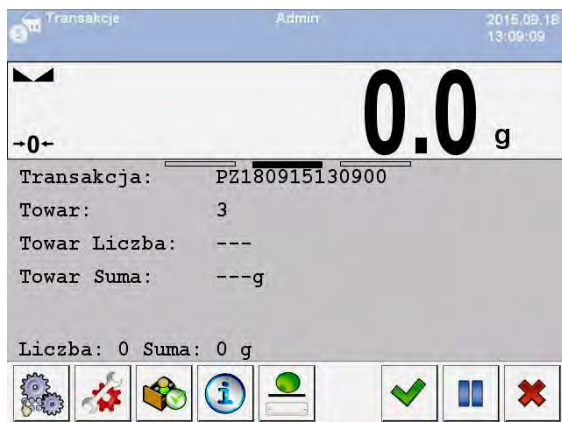 Transakcje Admin 2015.09.18
13:09:09
0.0 g
→0←
Transakcja: PZ180915130900
Towar: 3
Towar Liczba: ---
Towar Suma: ---g
Liczba: 0 Suma: 0 g